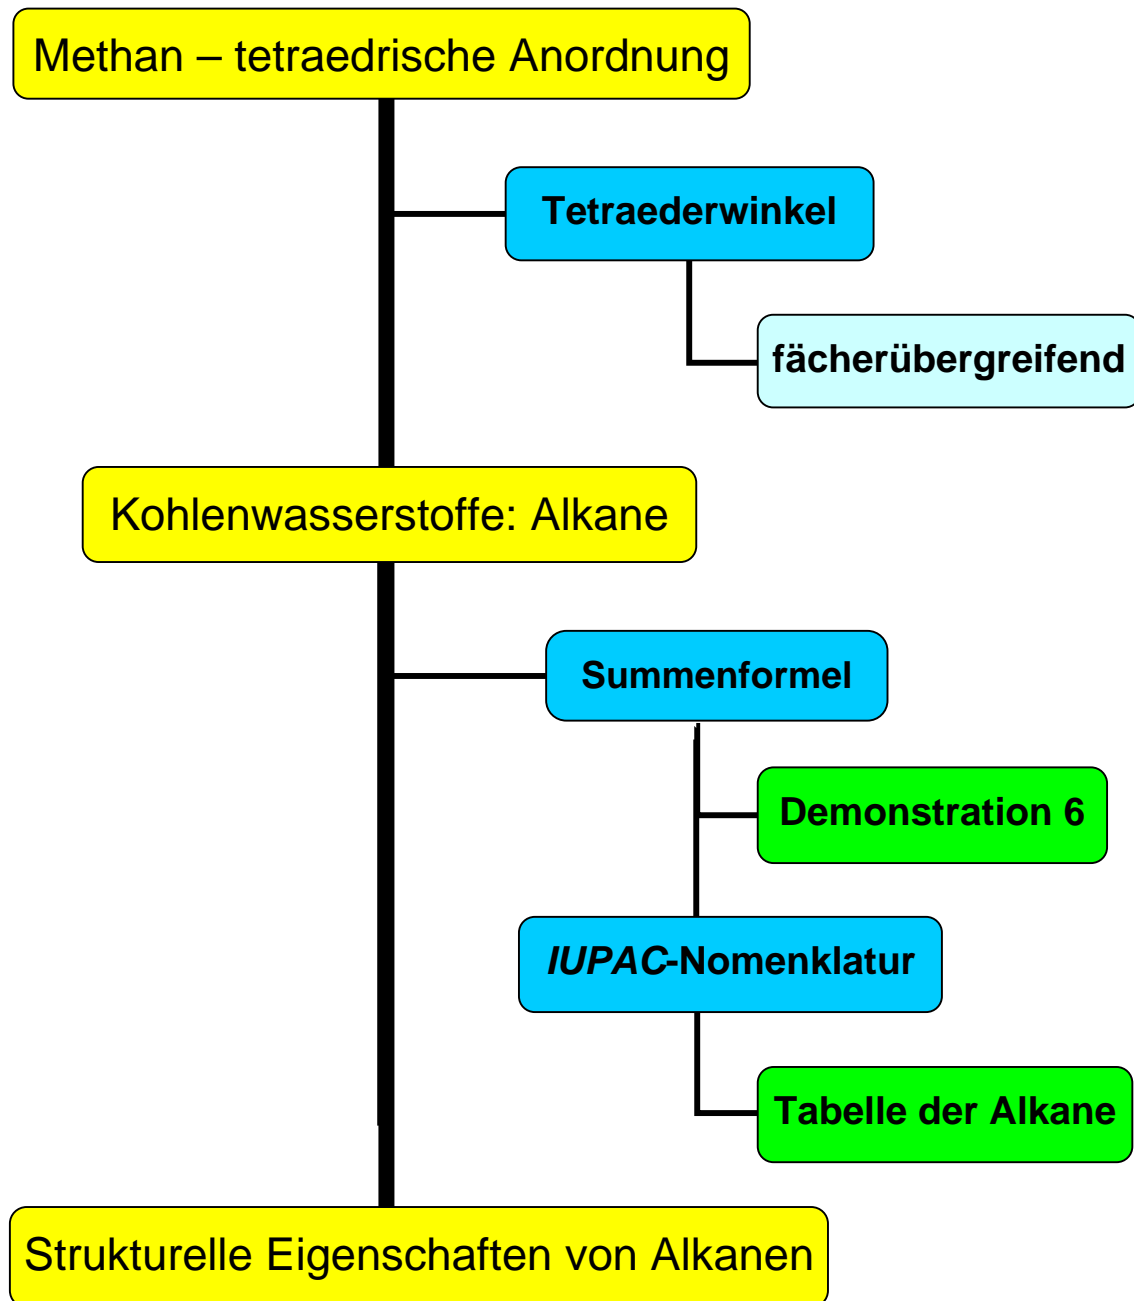 Methan – tetraedrische Anordnung
Tetraederwinkel
fächerübergreifend
Kohlenwasserstoffe: Alkane
Summenformel
Demonstration 6
IUPAC-Nomenklatur
Tabelle der Alkane
Strukturelle Eigenschaften von Alkanen